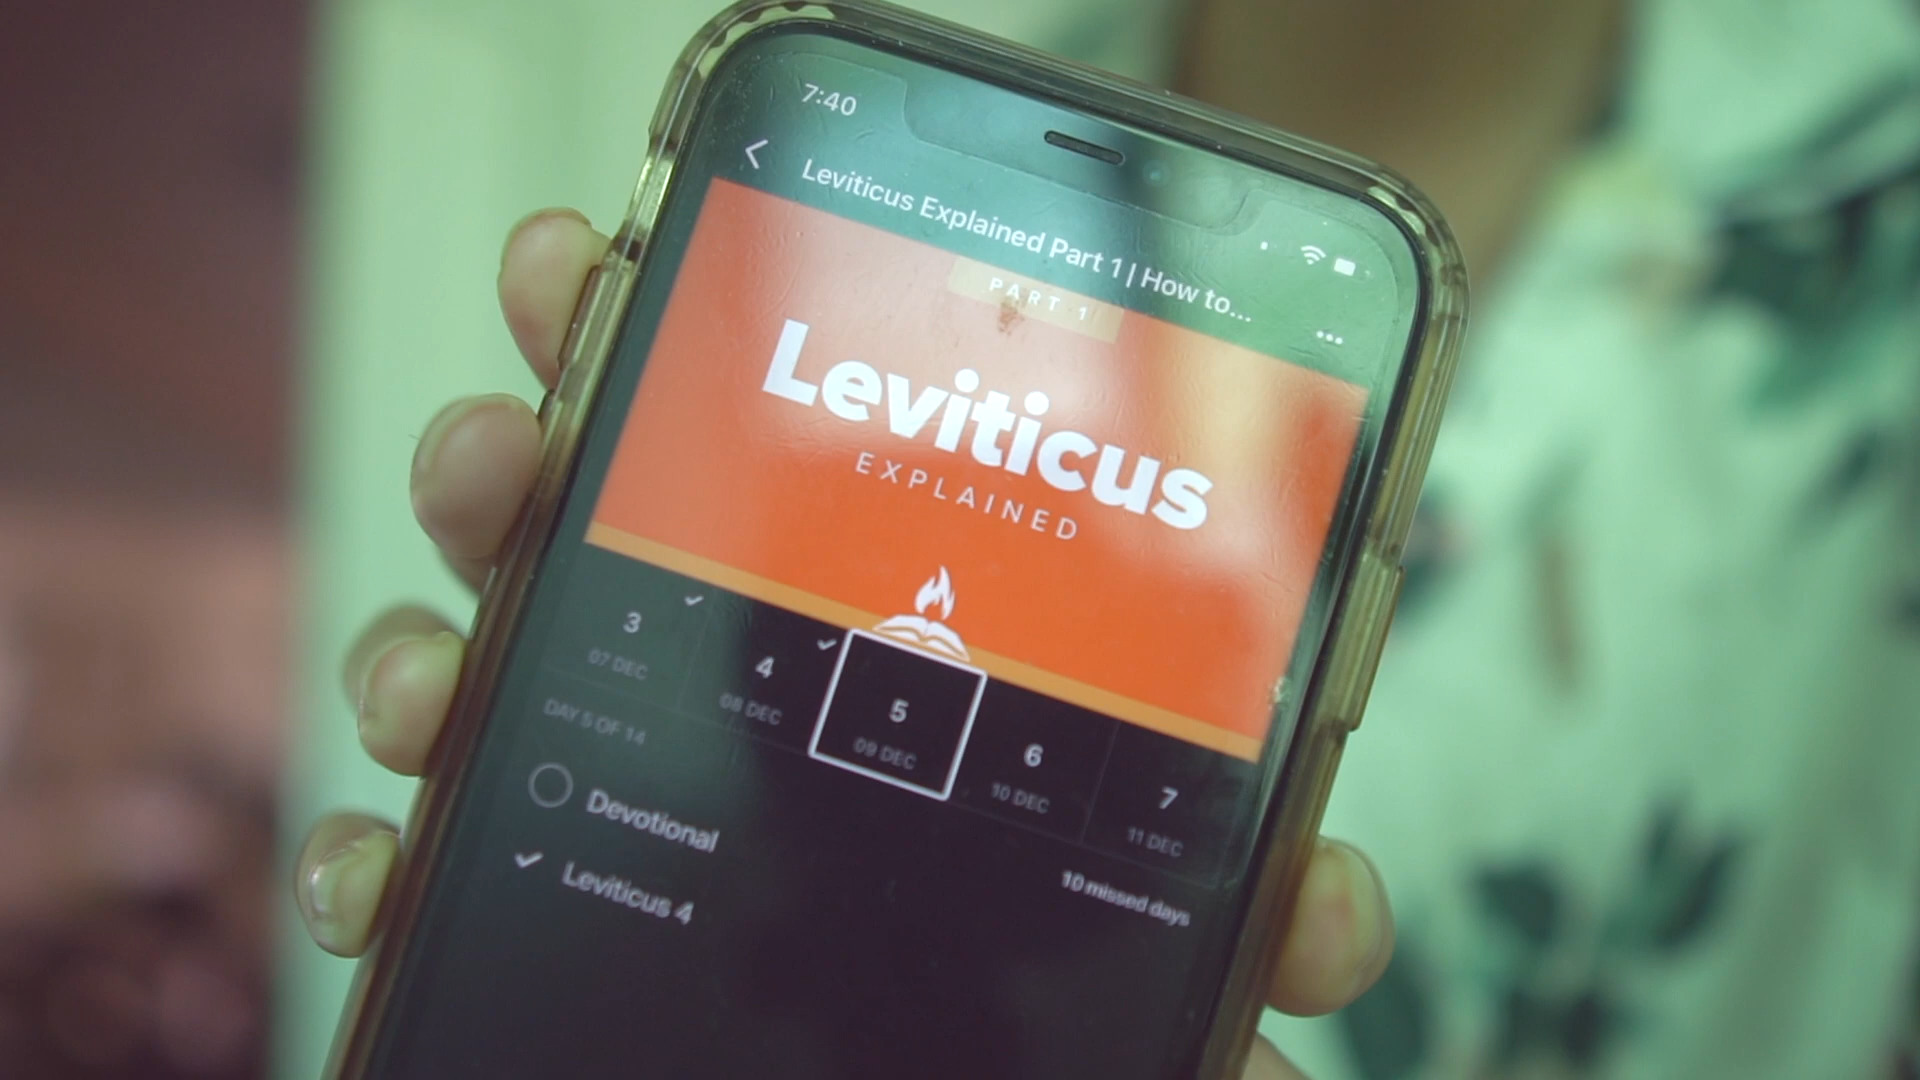 7:40
Leviticus Explained Part 1 | How to...
PART 1
Leviticus
EXPLAINED
3
07 DEC
4
08 DEC
5
09 DEC
6
10 DEC
7
11 DEC
DAY 5 OF 14
10 missed days
Devotional
Leviticus 4